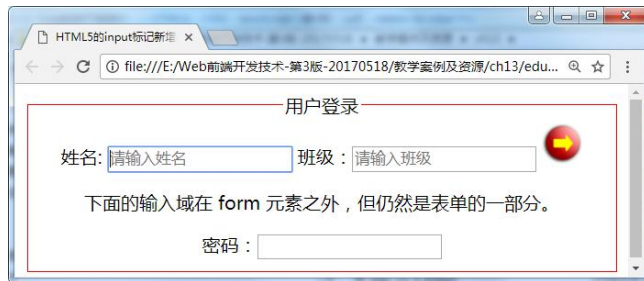 HTML5的input标记新增
file:///E:/Web前端开发技术-第3版-20170518/教学案例及资源/ch13/edu...
用户登录
姓名: 请输入姓名 班级：请输入班级
下面的输入域在 form 元素之外，但仍然是表单的一部分。
密码：